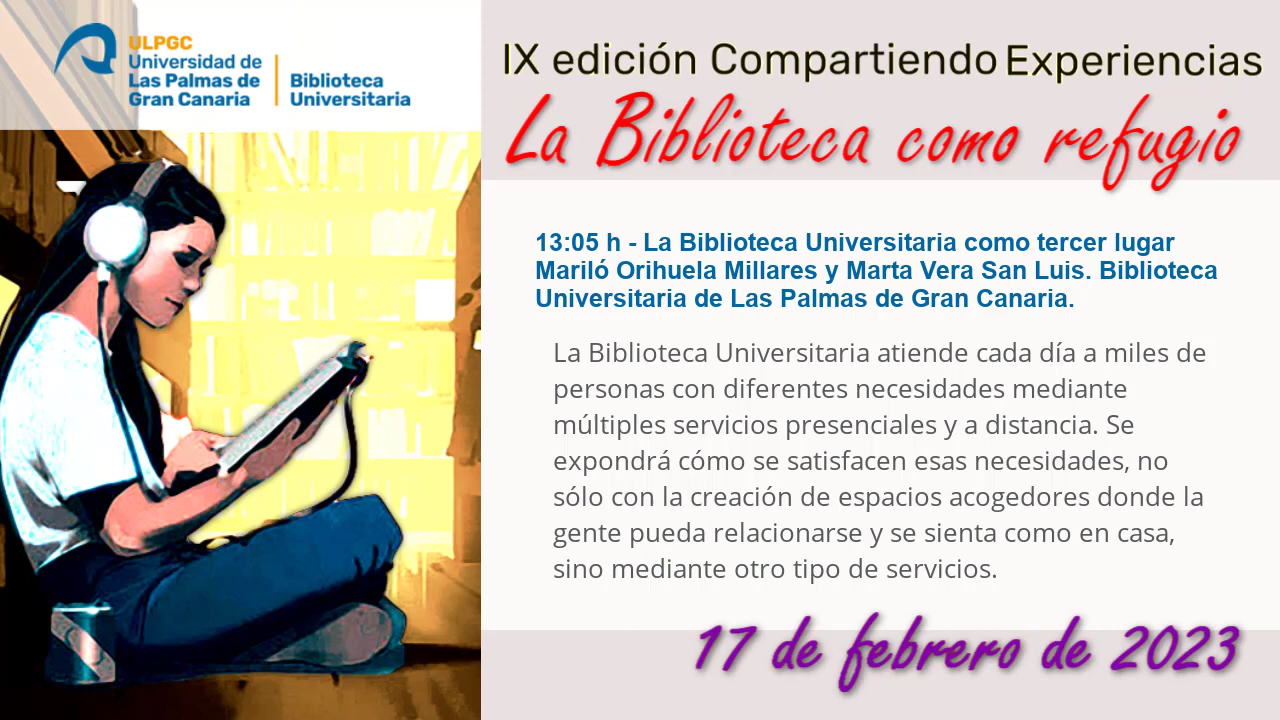 ULPGC
Universidad de
Las Palmas de
Gran Canaria
Biblioteca
Universitaria
IX edición Compartiendo Experiencias
La Biblioteca como refugio
13:05 h - La Biblioteca Universitaria como tercer lugar
Mariló Orihuela Millares y Marta Vera San Luis. Biblioteca
Universitaria de Las Palmas de Gran Canaria.
La Biblioteca Universitaria atiende cada día a miles de
personas con diferentes necesidades mediante
múltiples servicios presenciales y a distancia. Se
expondrá cómo se satisfacen esas necesidades, no
sólo con la creación de espacios acogedores donde la
gente pueda relacionarse y se sienta como en casa,
sino mediante otro tipo de servicios.
17 de febrero de 2023